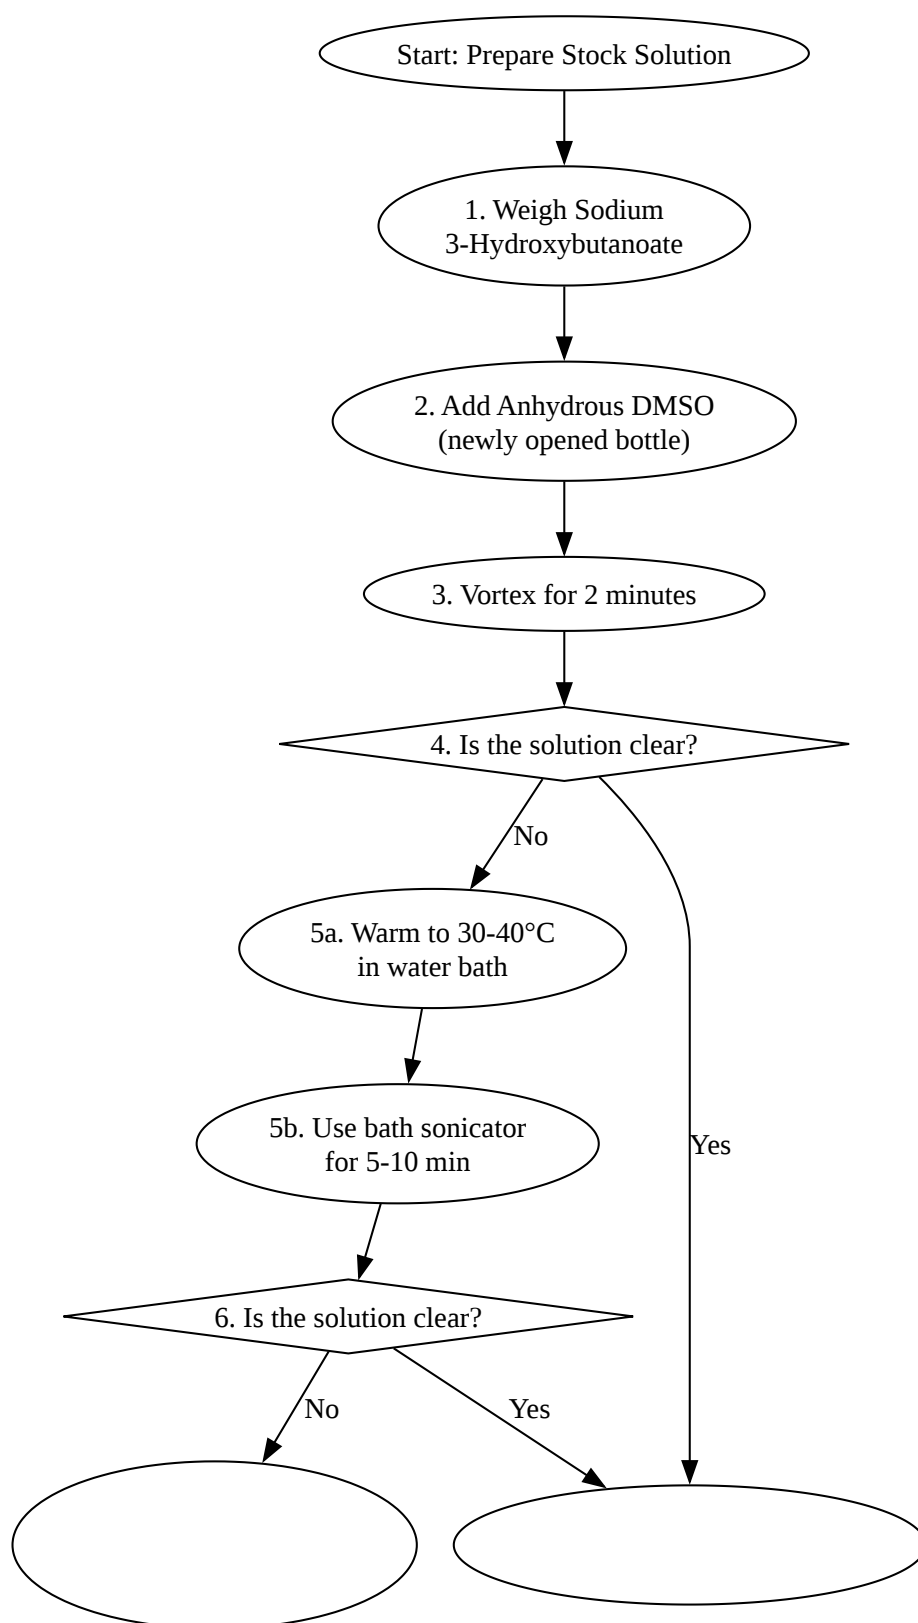 Start: Prepare Stock Solution
1. Weigh Sodium
3-Hydroxybutanoate
2. Add Anhydrous DMSO
(newly opened bottle)
3. Vortex for 2 minutes
4. Is the solution clear?
No
5a. Warm to 30-40°C
in water bath
5b. Use bath sonicator
for 5-10 min
Yes
6. Is the solution clear?
No
Yes